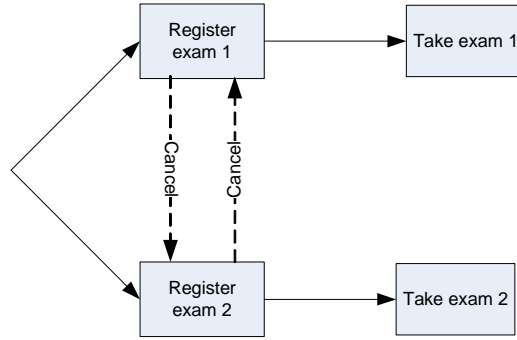 Register
exam 1
Take exam 1
Cancel
Cancel
Register
exam 2
Take exam 2